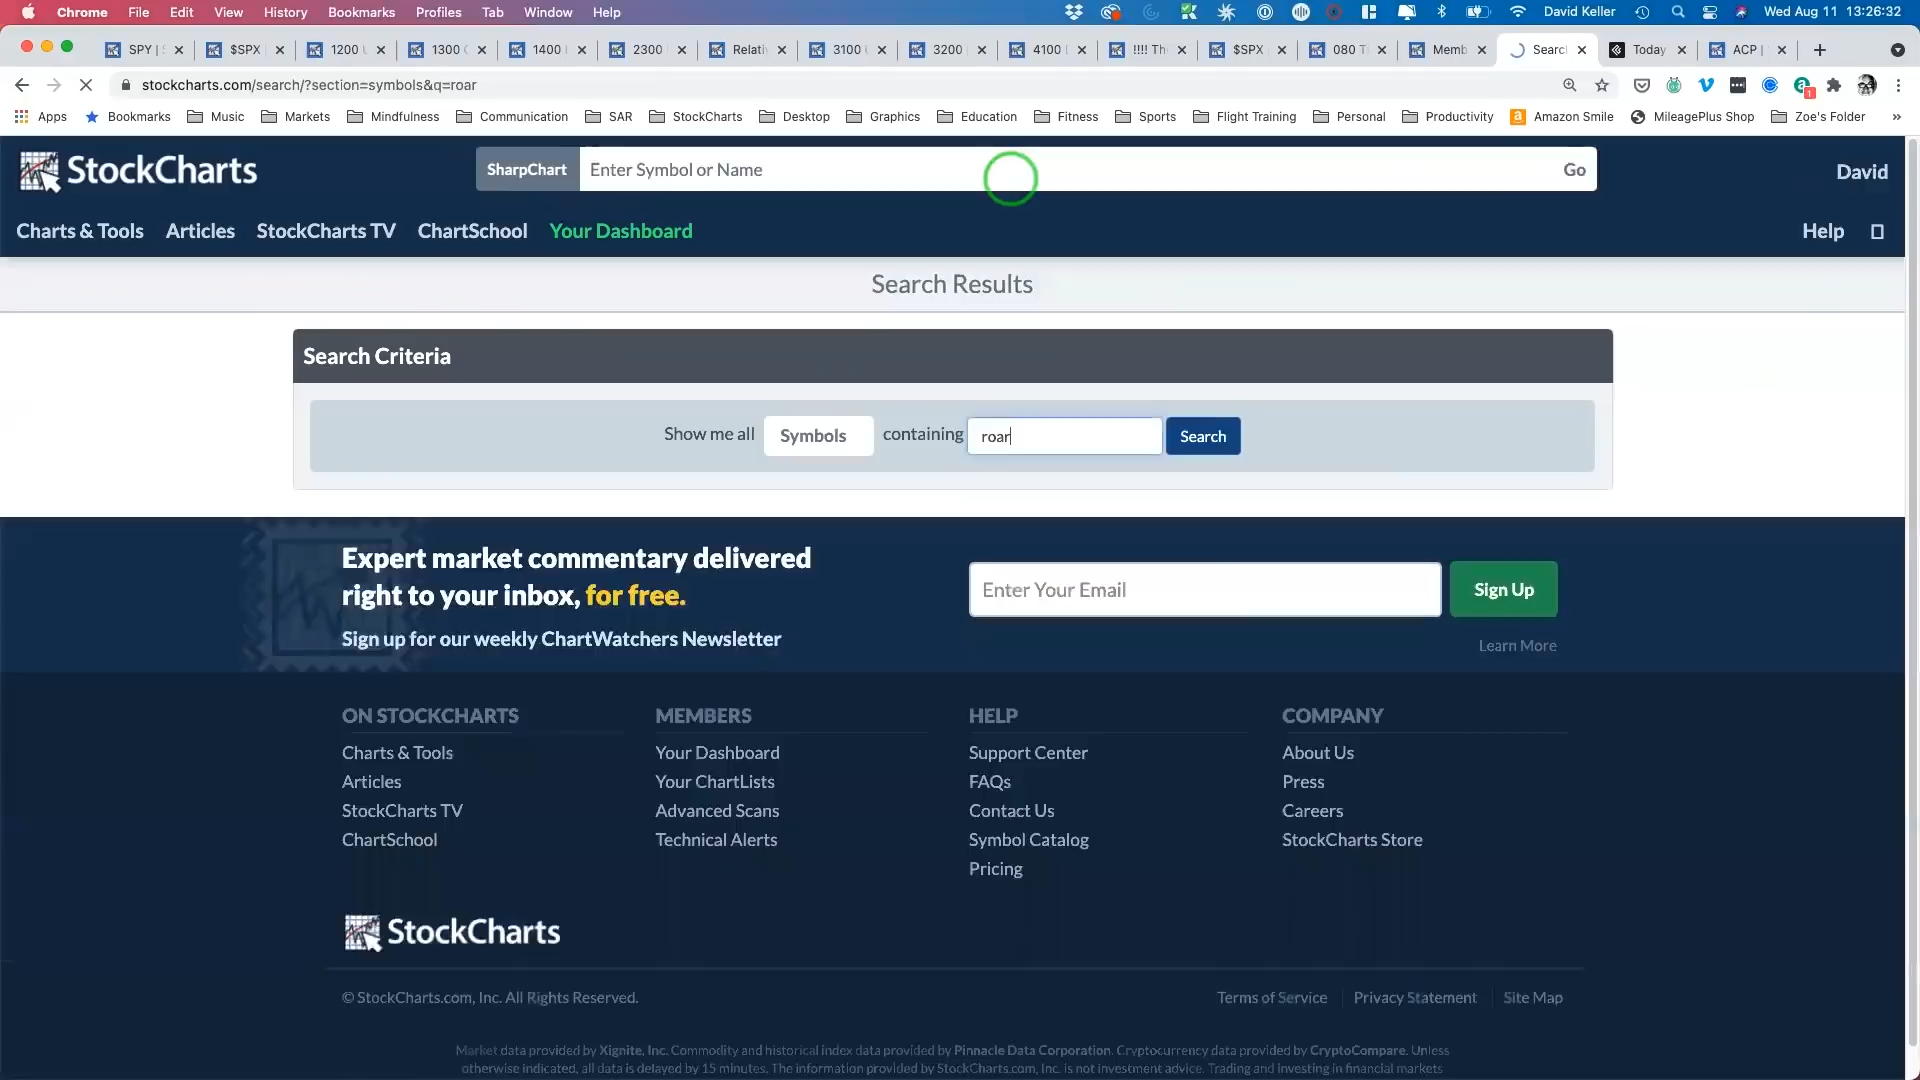 Chrome File Edit View History Bookmarks Profiles Tab Window Help David Keller Wed Aug 11 13:26:32
SPY | $SPX 1200 1300 1400 2300 Relati 3100 3200 4100 !!!! Th $SPX 080 T Memb Searc Today ACP |
stockcharts.com/search/?section=symbols&q=roar
Apps Bookmarks Music Markets Mindfulness Communication SAR StockCharts Desktop Graphics Education Fitness Sports Flight Training Personal Productivity Amazon Smile MileagePlus Shop Zoe's Folder »
StockCharts SharpChart Enter Symbol or Name Go David
Charts & Tools Articles StockCharts TV ChartSchool Your Dashboard Help
Search Results
Search Criteria
Show me all Symbols containing roar Search
Expert market commentary delivered
right to your inbox, for free.
Sign up for our weekly ChartWatchers Newsletter
Enter Your Email Sign Up
Learn More
ON STOCKCHARTS MEMBERS HELP COMPANY
Charts & Tools Your Dashboard Support Center About Us
Articles Your ChartLists FAQs Press
StockCharts TV Advanced Scans Contact Us Careers
ChartSchool Technical Alerts Symbol Catalog StockCharts Store
Pricing
StockCharts
© StockCharts.com, Inc. All Rights Reserved. Terms of Service Privacy Statement Site Map
Market data provided by Xignite, Inc. Commodity and historical index data provided by Pinnacle Data Corporation. Cryptocurrency data provided by CryptoCompare. Unless
otherwise indicated, all data is delayed by 15 minutes. The information provided by StockCharts.com, Inc. is not investment advice. Trading and investing in financial markets